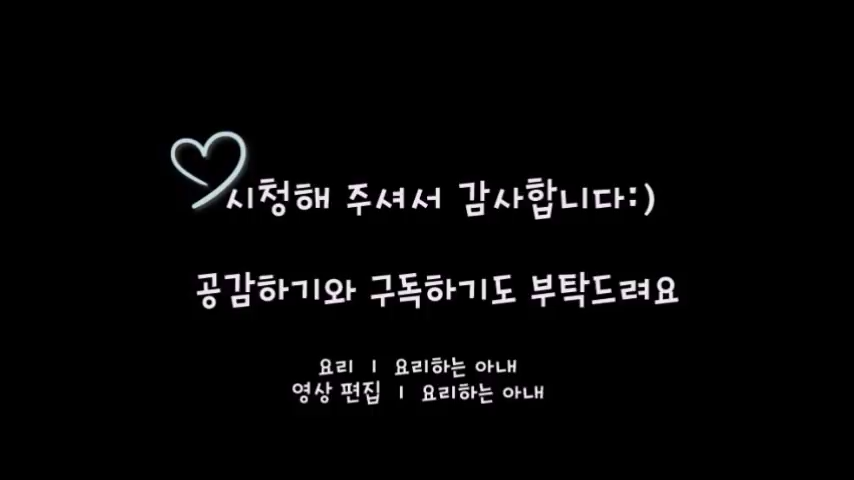 시청해 주셔서 감사합니다:)
공감하기와 구독하기도 부탁드려요
요리 | 요리하는 아내
영상 편집 | 요리하는 아내